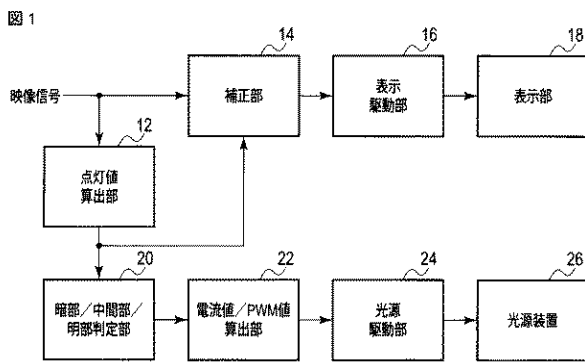 図 1
14
16
18
映像信号
補正部
表示
駆動部
表示部
12
点灯値
算出部
20
22
24
26
暗部／中間部／
明部判定部
電流値／PWM値
算出部
光源
駆動部
光源装置